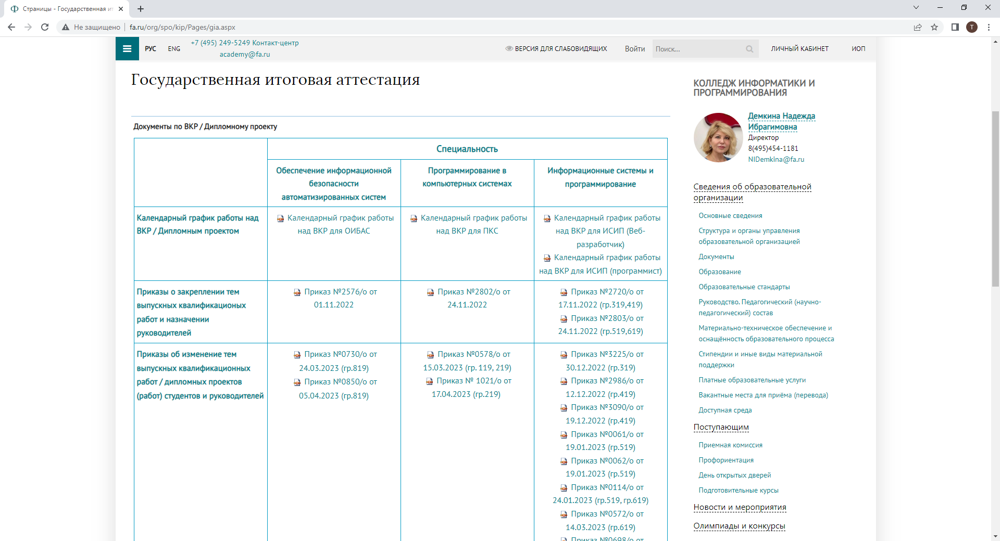 Страницы - Государственная ит
Не защищено
fa.ru/org/spo/kip/Pages/gia.aspx
T
РУС
ENG
+7 (495) 249-5249 Контакт-центр
academy@fa.ru
ВЕРСИЯ ДЛЯ СЛАБОВИДЯЩИХ
Войти
Поиск...
ЛИЧНЫЙ КАБИНЕТ
ИОП
Государственная итоговая аттестация
Документы по ВКР / Дипломному проекту
Специальность
Обеспечение информационной
безопасности
автоматизированных систем
Программирование в
компьютерных системах
Информационные системы и
программирование
Календарный график работы над
ВКР / Дипломным проектом
Календарный график работы
над ВКР для ОИБАС
Календарный график работы
над ВКР для ПКС
Календарный график работы
над ВКР для ИСИП (Веб-
разработчик)
Календарный график работы
над ВКР для ИСИП (программист)
Приказы о закреплении тем
выпускных квалификационых
работ и назначении
руководителей
Приказ №2576/о от
01.11.2022
Приказ №2802/о от
24.11.2022
Приказ №2720/о от
17.11.2022 (гр.319,419)
Приказ №2803/о от
24.11.2022 (гр.519,619)
Приказы об изменение тем
выпускных квалификационных
работ / дипломных проектов
(работ) студентов и руководителей
Приказ №0730/о от
24.03.2023 (гр.819)
Приказ №0850/о от
05.04.2023 (гр.819)
Приказ №0578/о от
15.03.2023 (гр. 119, 219)
Приказ № 1021/о от
17.04.2023 (гр.219)
Приказ №3225/о от
30.12.2022 (гр.319)
Приказ №2986/о от
12.12.2022 (гр.419)
Приказ №3090/о от
19.12.2022 (гр.419)
Приказ №0061/о от
19.01.2023 (гр.519)
Приказ №0062/о от
19.01.2023 (гр.519)
Приказ №0114/о от
24.01.2023 (гр.519, гр.619)
Приказ №0572/о от
14.03.2023 (гр.619)
Приказ №0698/о от
КОЛЛЕДЖ ИНФОРМАТИКИ И
ПРОГРАММИРОВАНИЯ
Демкина Надежда
Ибрагимовна
Директор
8(495)454-1181
NIDemkina@fa.ru
Сведения об образовательной
организации
Основные сведения
Структура и органы управления
образовательной организацией
Документы
Образование
Образовательные стандарты
Руководство. Педагогический (научно-
педагогический) состав
Материально-техническое обеспечение и
оснащённость образовательного процесса
Стипендии и иные виды материальной
поддержки
Платные образовательные услуги
Вакантные места для приёма (перевода)
Доступная среда
Поступающим
Приемная комиссия
Профориентация
День открытых дверей
Подготовительные курсы
Новости и мероприятия
Олимпиады и конкурсы